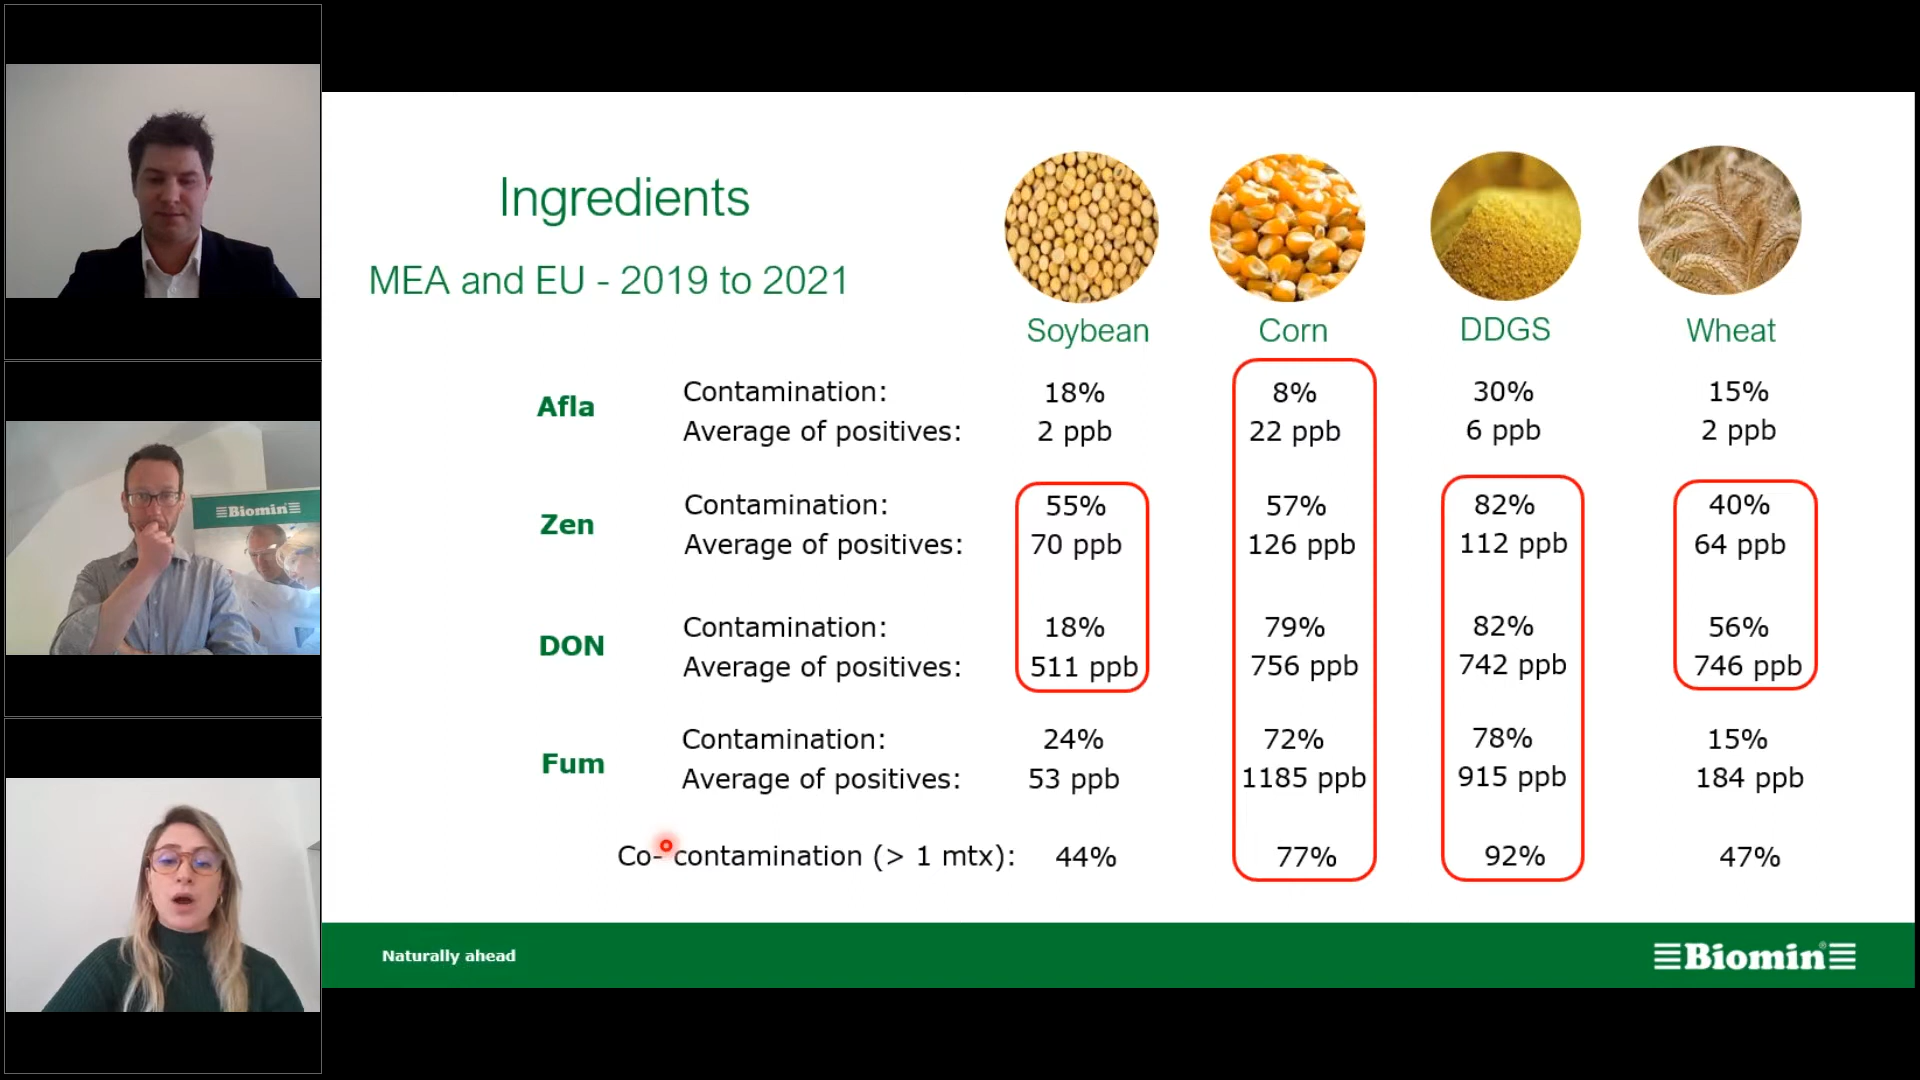 Ingredients
MEA and EU - 2019 to 2021
Soybean Corn DDGS Wheat
Afla
Contamination: 18% 8% 30% 15%
Average of positives: 2 ppb 22 ppb 6 ppb 2 ppb
Zen
Contamination: 55% 57% 82% 40%
Average of positives: 70 ppb 126 ppb 112 ppb 64 ppb
DON
Contamination: 18% 79% 82% 56%
Average of positives: 511 ppb 756 ppb 742 ppb 746 ppb
Fum
Contamination: 24% 72% 78% 15%
Average of positives: 53 ppb 1185 ppb 915 ppb 184 ppb
Co- contamination (> 1 mtx): 44% 77% 92% 47%
Naturally ahead
Biomin®
Biomin